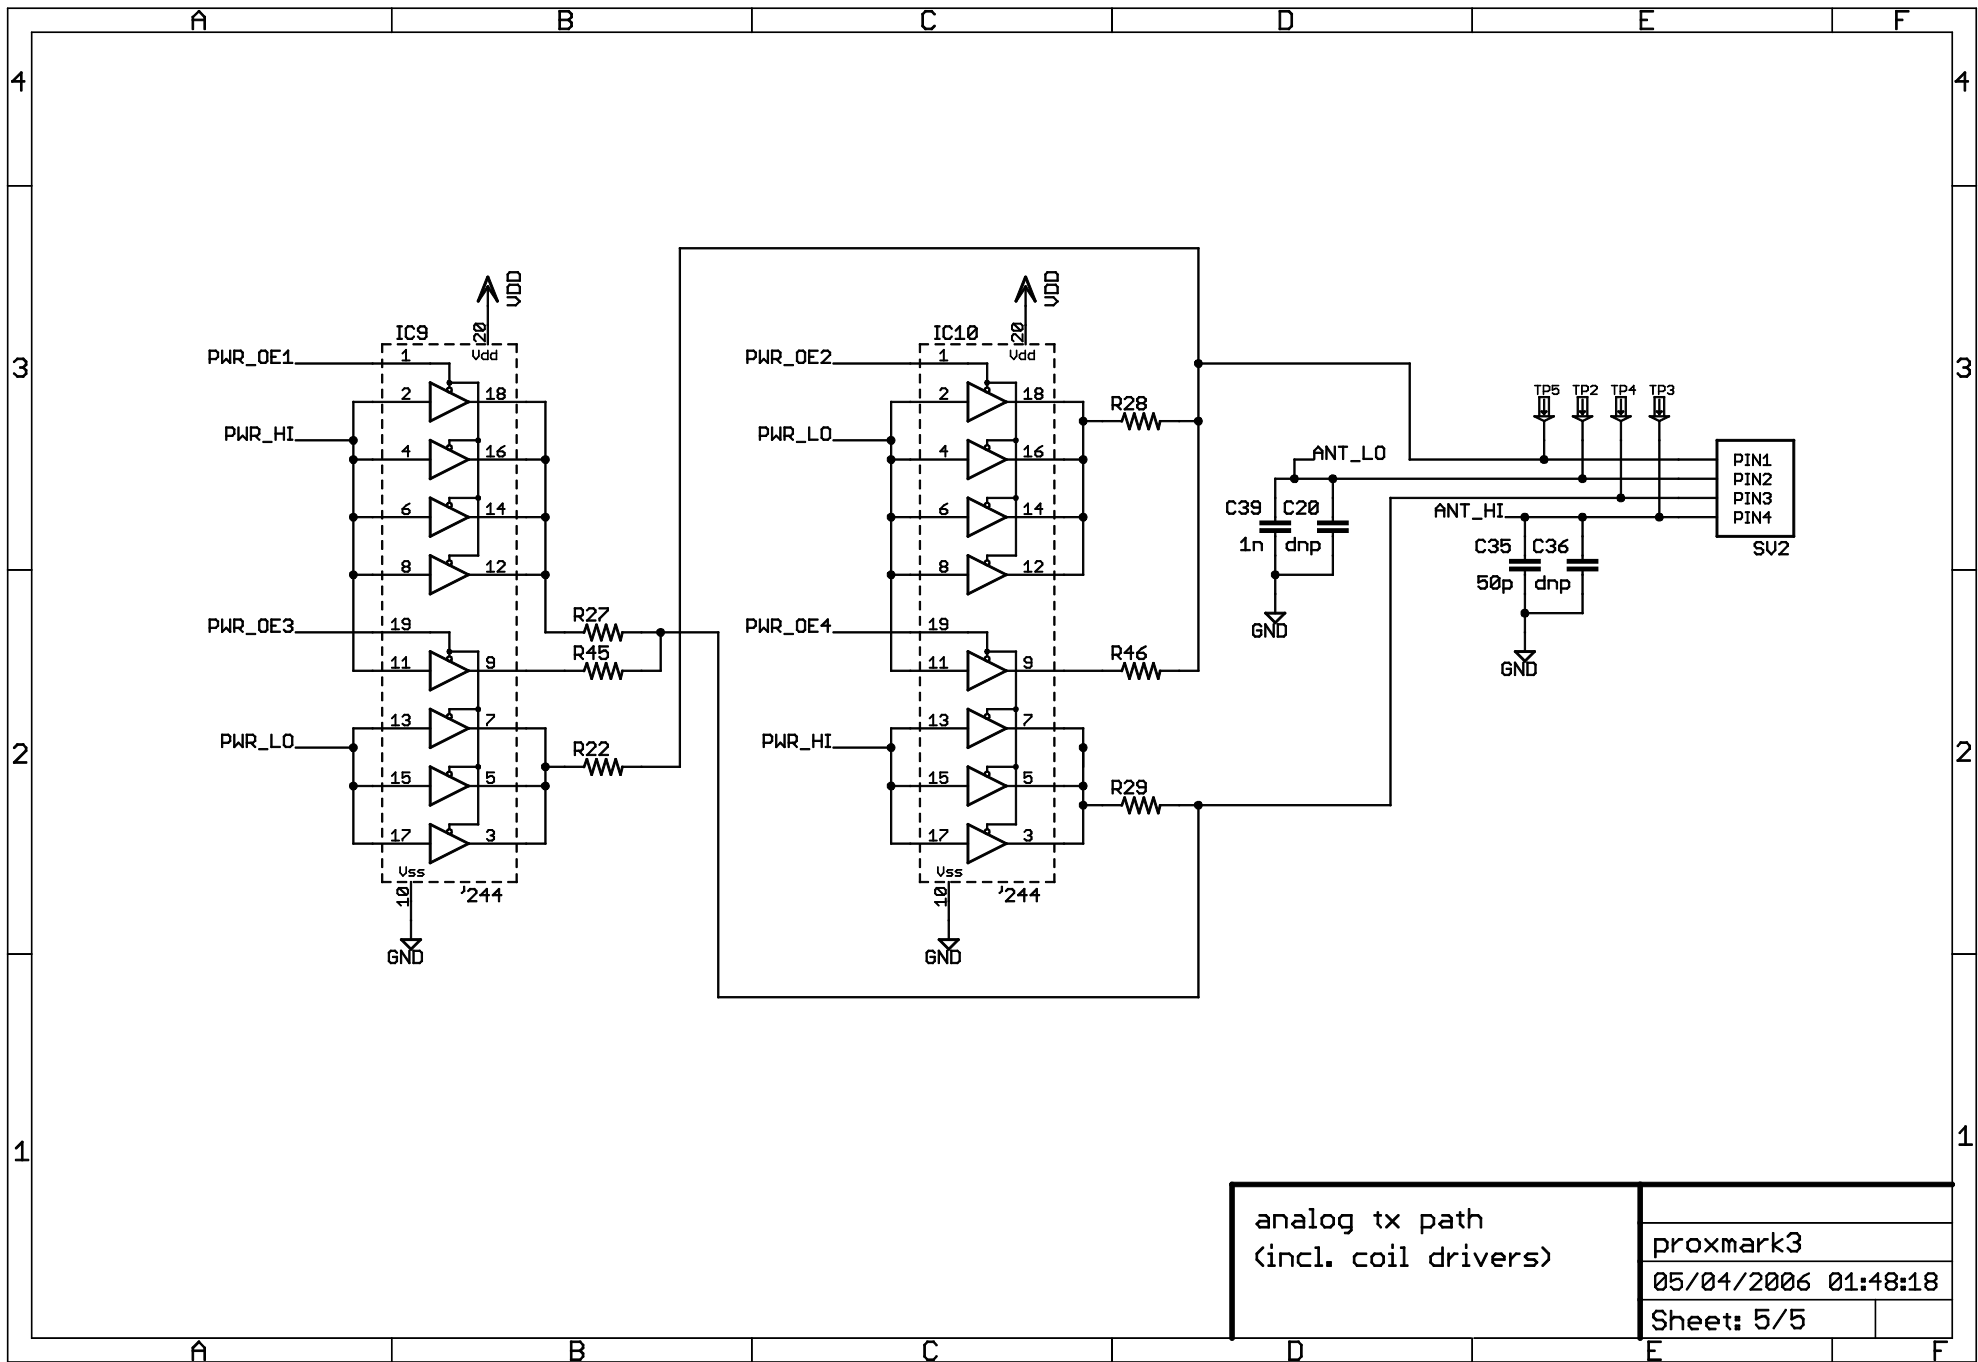 A B C D E F
4 4
VDD VDD
IC9 20 IC10 20
PWR_OE1 1 Vdd PWR_OE2 1 Vdd
3 3
2 18 2 18 R28
TP5 TP2 TP4 TP3
PWR_HI PWR_LO
4 16 4 16 ANT_LO PIN1
PIN2
6 14 6 14 C39 C20 ANT_HI PIN3
PIN4
1n dnp C35 C36 SV2
8 12 8 12 50p dnp
R27
PWR_OE3 19 PWR_OE4 19 GND
R45 R46
11 9 11 9 GND
13 7 13 7
PWR_LO R22 PWR_HI
2 2
15 5 15 5 R29
17 3 17 3
Vss Vss
10 '244 10 '244
GND GND
1 1
analog tx path
(incl. coil drivers)
proxmark3
05/04/2006 01:48:18
Sheet: 5/5
A B C D E F